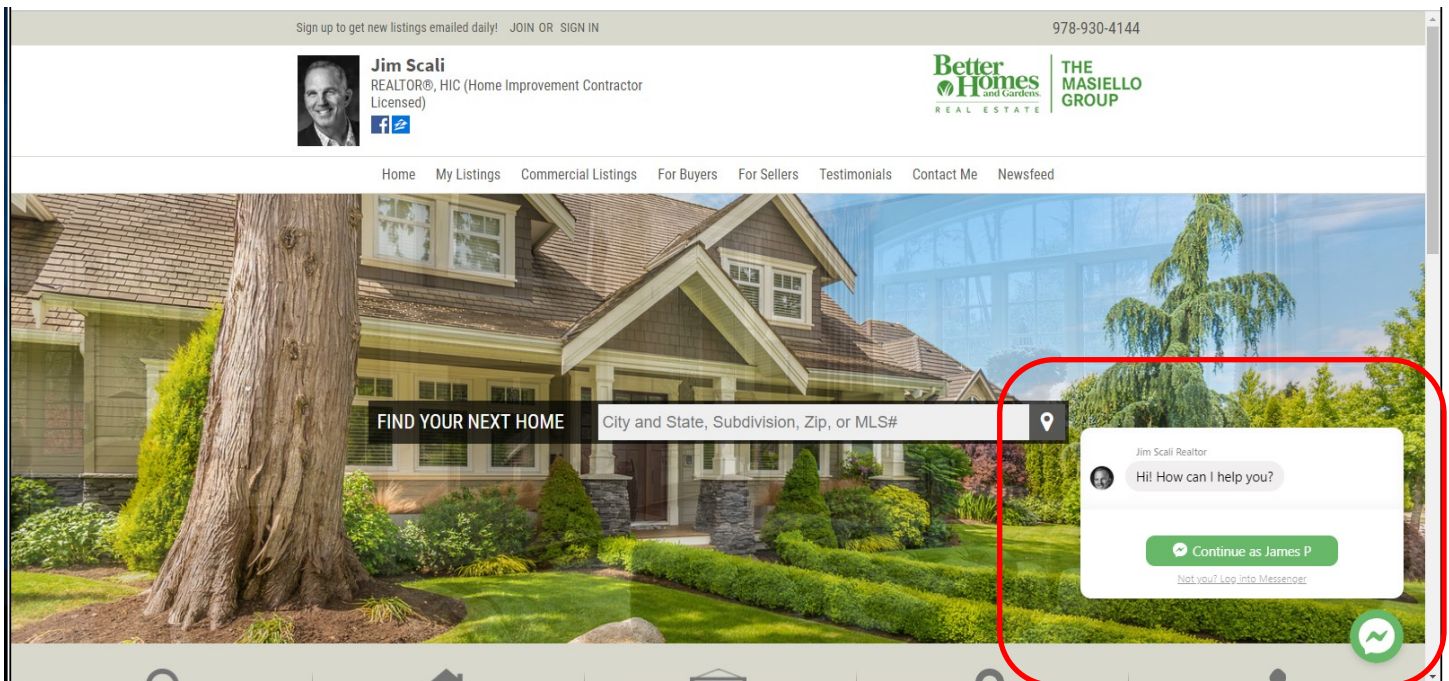 Sign up to get new listings emailed daily! JOIN OR SIGN IN
978-930-4144
Jim Scali
REALTOR®, HIC (Home Improvement Contractor
Licensed)
Better
Homes
and Gardens.
REAL ESTATE
THE
MASIELLO
GROUP
Home My Listings Commercial Listings For Buyers For Sellers Testimonials Contact Me Newsfeed
FIND YOUR NEXT HOME
City and State, Subdivision, Zip, or MLS#
Jim Scali Realtor
Hi! How can I help you?
Continue as James P
Not you? Log into Messenger